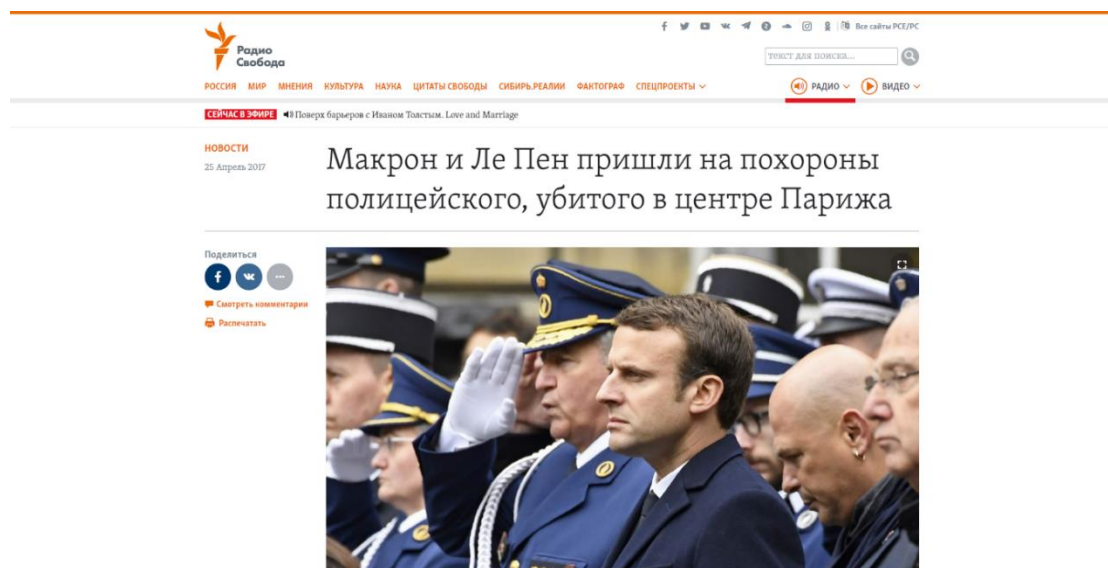 Все сайты РСЕ/РС
Радио
Свобода
текст для поиска...
РОССИЯ МИР МНЕНИЯ КУЛЬТУРА НАУКА ЦИТАТЫ СВОБОДЫ СИБИРЬ.РЕАЛИИ ФАКТОГРАФ СПЕЦПРОЕКТЫ РАДИО ВИДЕО
СЕЙЧАС В ЭФИРЕ Поверх барьеров с Иваном Толстым. Love and Marriage
НОВОСТИ
25 Апрель 2017
Макрон и Ле Пен пришли на похороны
полицейского, убитого в центре Парижа
Поделиться
Смотреть комментарии
Распечатать